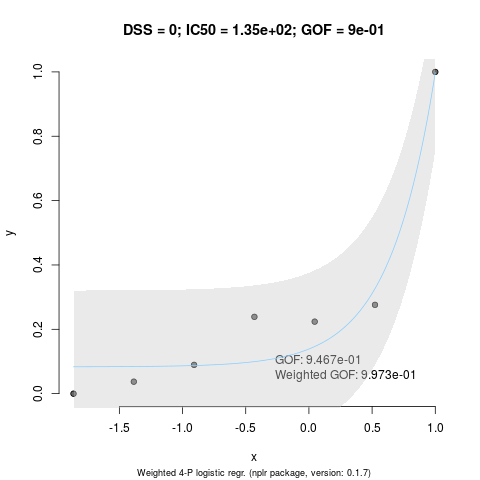 DSS = 0; IC50 = 1.35e+02; GOF = 9e-01
1.0
0.8
0.6
y
0.4
0.2
GOF: 9.467e-01
Weighted GOF: 9.973e-01
0.0
-1.5 -1.0 -0.5 0.0 0.5 1.0
x
Weighted 4-P logistic regr. (nplr package, version: 0.1.7)